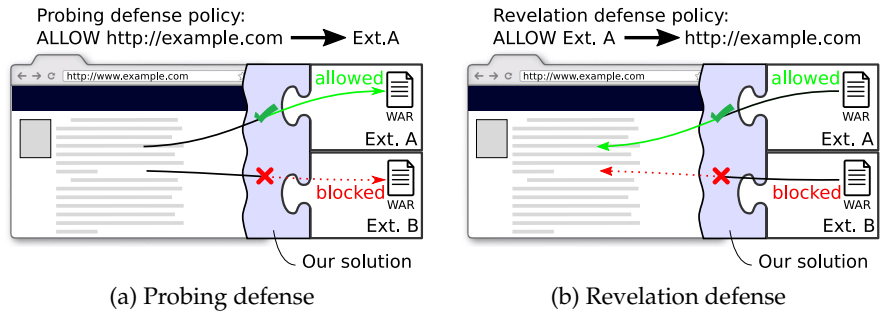 Probing defense policy:
ALLOW http://example.com Ext.A
http://www.example.com
allowed
WAR
Ext. A
blocked
WAR
Ext. B
Our solution
(a) Probing defense
Revelation defense policy:
ALLOW Ext. A http://example.com
http://www.example.com
allowed
WAR
Ext. A
blocked
WAR
Ext. B
Our solution
(b) Revelation defense